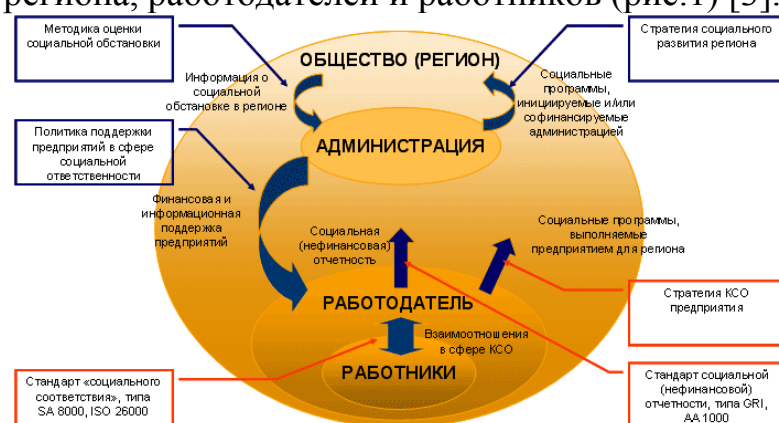 региона, работодателей и работников (рис.1) [3].
Методика оценки
социальной обстановки
Стратегия социального
развития региона
ОБЩЕСТВО (РЕГИОН)
Информация о
социальной
обстановке в регионе
Социальные
программы,
инициируемые и/или
софинансируемые
администрацией
АДМИНИСТРАЦИЯ
Политика поддержки
предприятий в сфере
социальной
ответственности
Финансовая и
информационная
поддержка
предприятий
Социальная
(нефинансовая)
отчетность
Социальные программы,
выполняемые
предприятием для региона
РАБОТОДАТЕЛЬ
Стратегия КСО
предприятия
Взаимоотношения
в сфере КСО
РАБОТНИКИ
Стандарт «социального
соответствия», типа
SA 8000, ISO 26000
Стандарт социальной
(нефинансовой)
отчетности, типа GRI,
AA1000